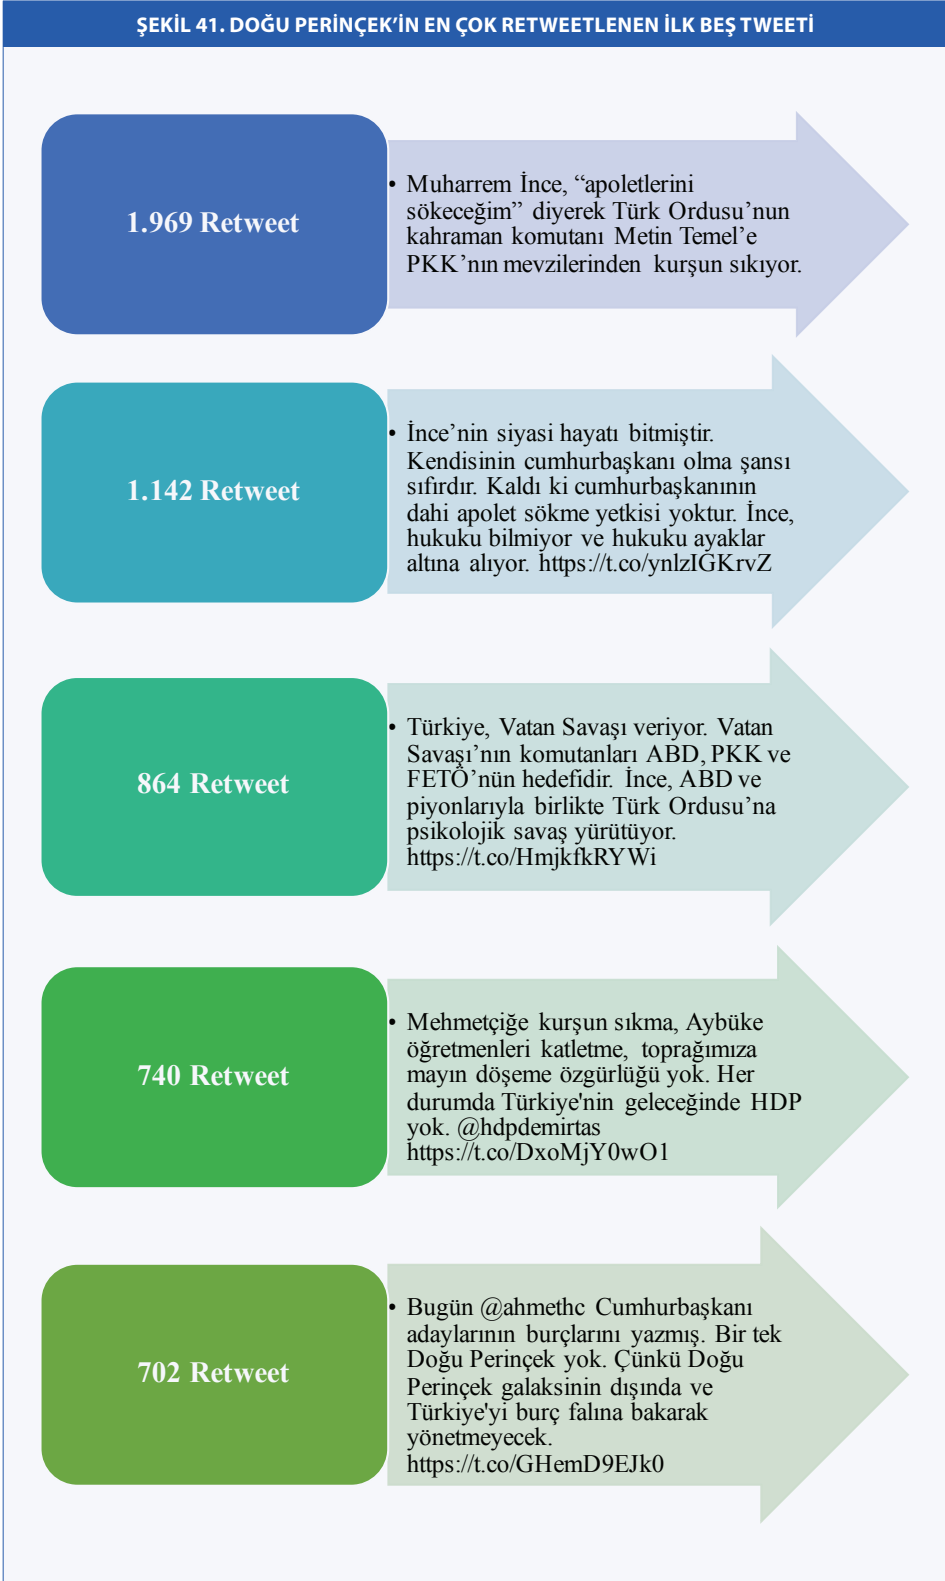 ŞEKİL 41. DOĞU PERİNÇEK’İN EN ÇOK RETWEETLENEN İLK BEŞ TWEETİ
1.969 Retweet
• Muharrem İnce, “apoletlerini
sökeceğim” diyerek Türk Ordusu’nun
kahraman komutanı Metin Temel’e
PKK’nın mevzilerinden kurşun sıkıyor.
1.142 Retweet
• İnce’nin siyasi hayatı bitmiştir.
Kendisinin cumhurbaşkanı olma şansı
sıfırdır. Kaldı ki cumhurbaşkanının
dahi apolet sökme yetkisi yoktur. İnce,
hukuku bilmiyor ve hukuku ayaklar
altına alıyor. https://t.co/ynlzIGKrvZ
864 Retweet
• Türkiye, Vatan Savaşı veriyor. Vatan
Savaşı’nın komutanları ABD, PKK ve
FETÖ’nün hedefidir. İnce, ABD ve
piyonlarıyla birlikte Türk Ordusu’na
psikolojik savaş yürütüyor.
https://t.co/HmjkfkRYWi
740 Retweet
• Mehmetçiğe kurşun sıkma, Aybüke
öğretmenleri katletme, toprağımıza
mayın döşeme özgürlüğü yok. Her
durumda Türkiye'nin geleceğinde HDP
yok. @hdpdemirtas
https://t.co/DxoMjY0wO1
702 Retweet
• Bugün @ahmethc Cumhurbaşkanı
adaylarının burçlarını yazmış. Bir tek
Doğu Perinçek yok. Çünkü Doğu
Perinçek galaksinin dışında ve
Türkiye'yi burç falına bakarak
yönetmeyecek.
https://t.co/GHemD9EJk0